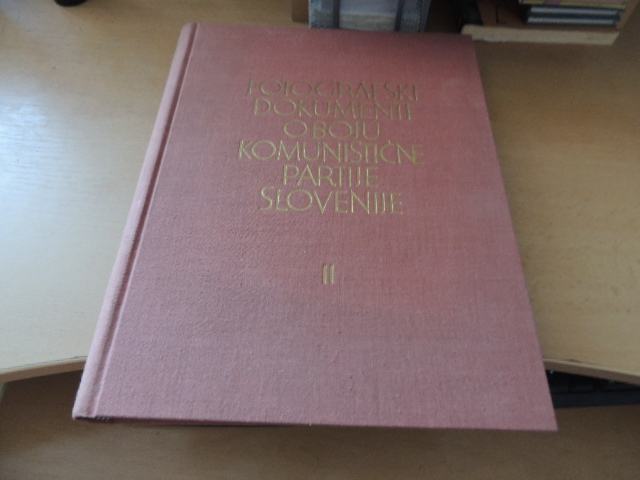 FOTOGRAFSKI
DOKUMENTI
O BOJU
KOMUNISTIČNE
PARTIJE
SLOVENIJE
II